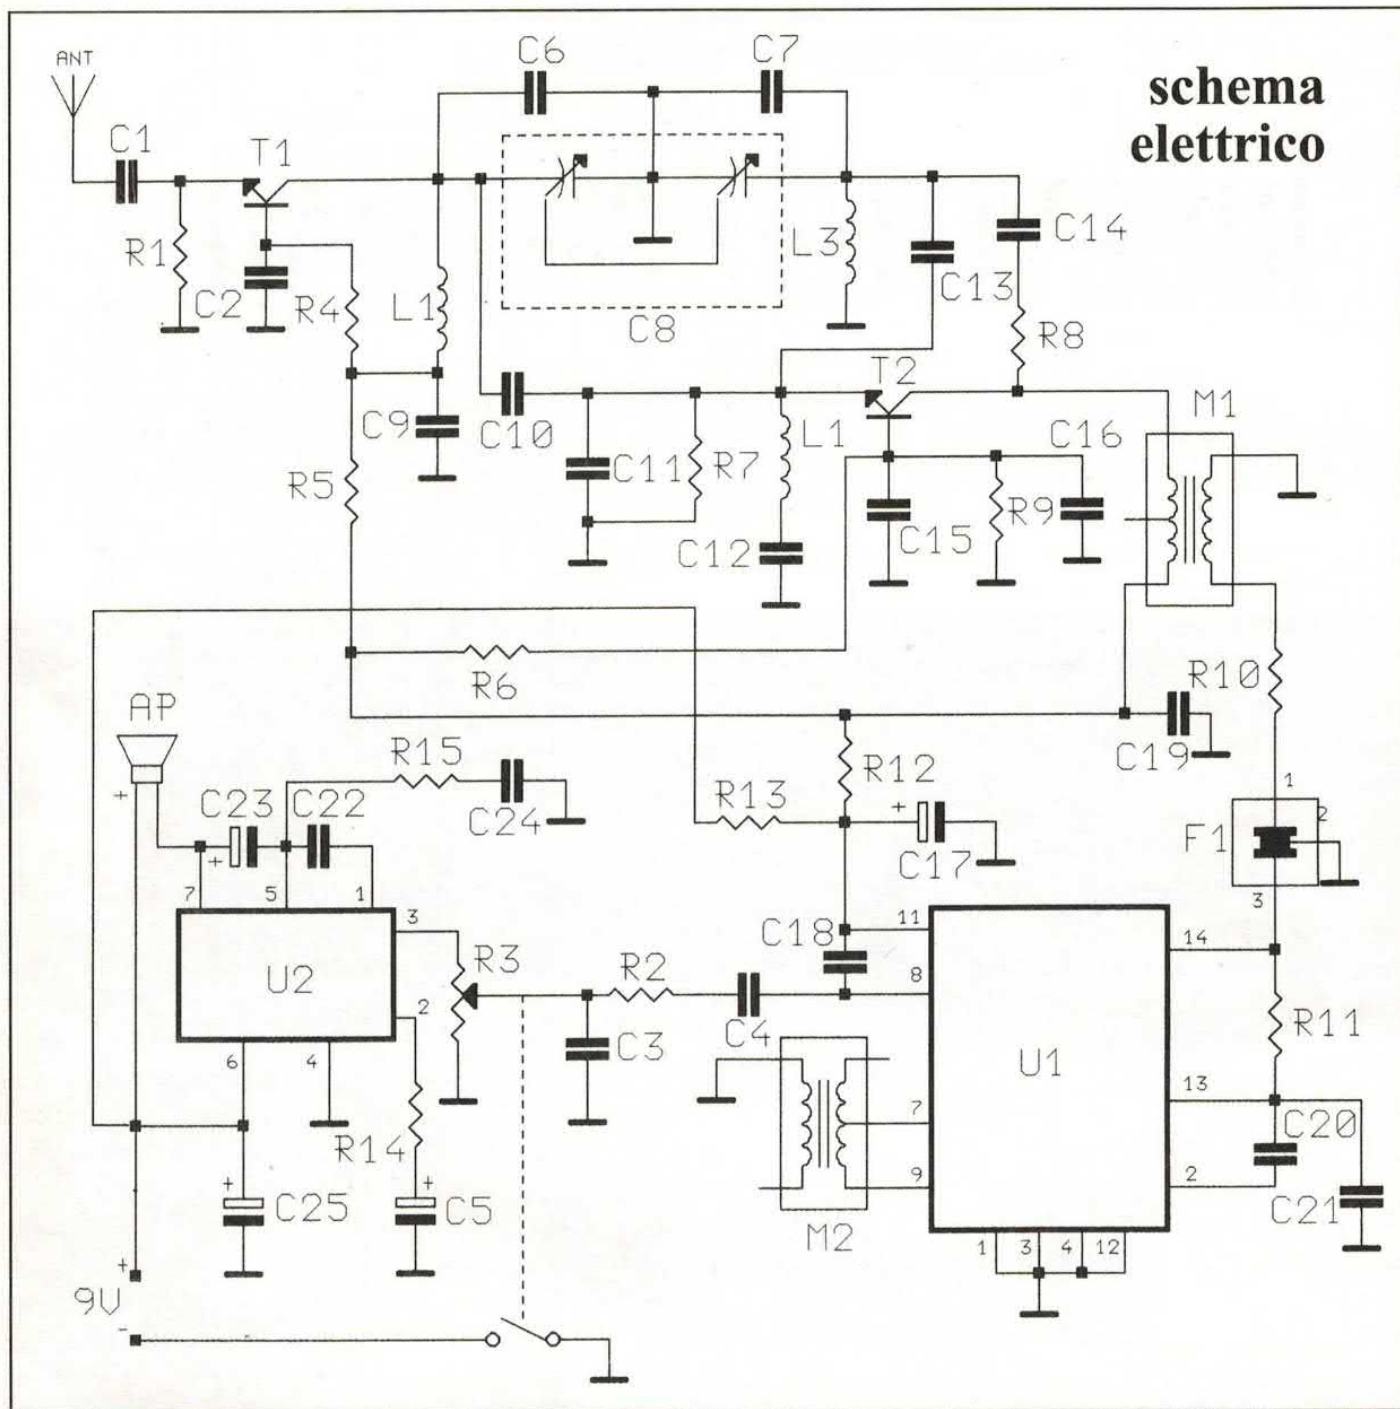 schema
elettrico
ANT
C1
T1
C6
C7
R1
C2
R4
L1
C8
L3
C13
C14
R8
C9
C10
R5
C11
R7
L1
C12
T2
C15
R9
C16
M1
R6
R10
C19
AP
+
C23
+
C22
R15
C24
R13
R12
+
C17
1
2
F1
3
7
5
1
3
U2
2
6
4
R3
R2
C4
C18
C3
11
8
14
U1
7
9
13
2
R11
C20
C21
1
3
4
12
M2
R14
+
C25
+
C5
+
9V
-